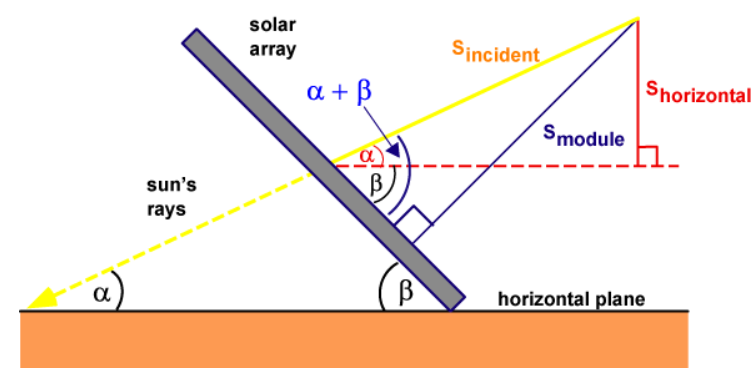 solar
array
S_incident
α + β
S_horizontal
S_module
α
β
sun's
rays
α
β
horizontal plane